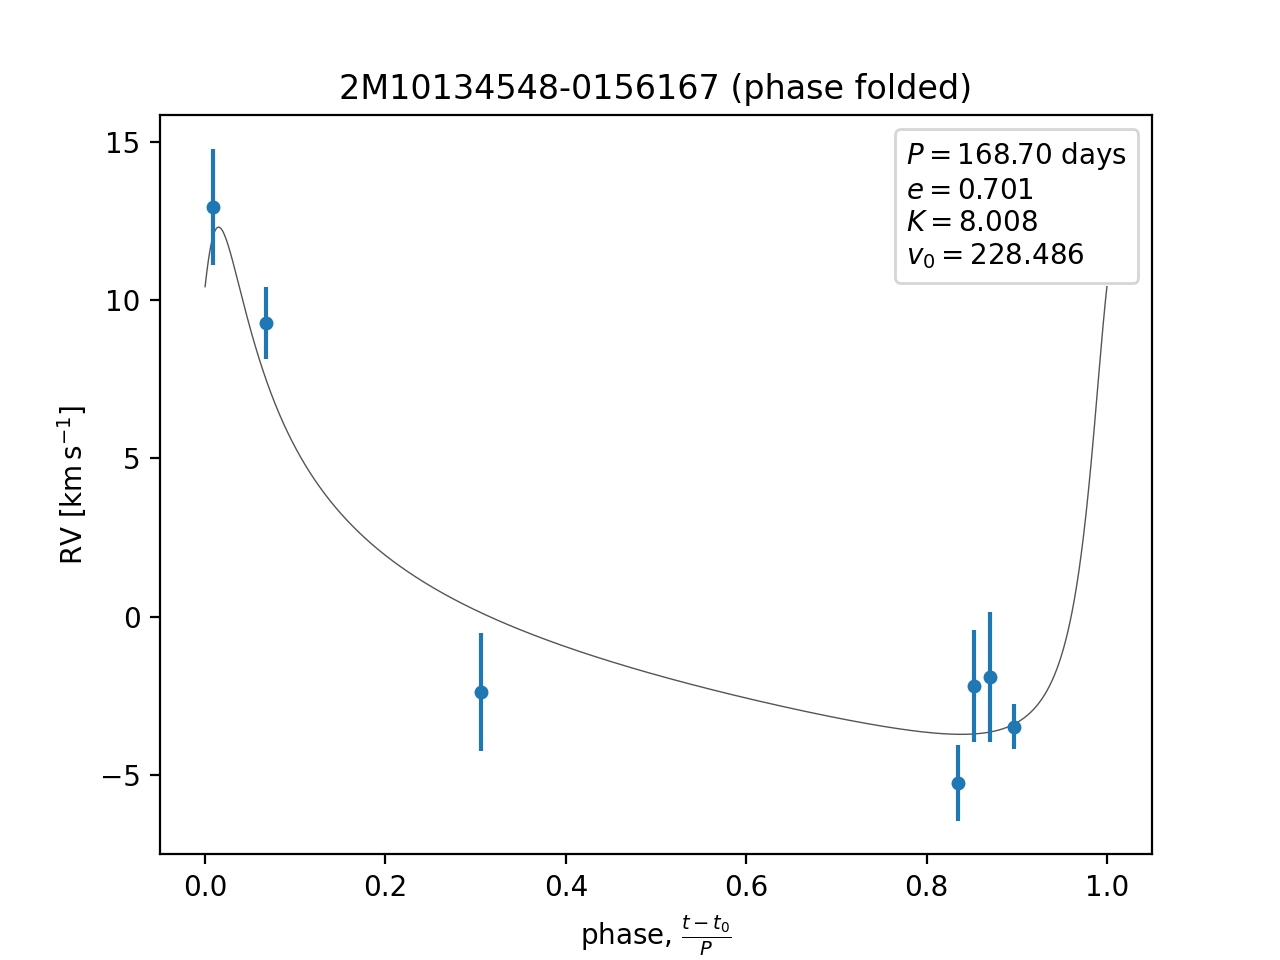 2M10134548-0156167 (phase folded)
P = 168.70 days
e = 0.701
K = 8.008
v₀ = 228.486
15
10
5
0
−5
RV [km s⁻¹]
0.0 0.2 0.4 0.6 0.8 1.0
phase, (t − t₀)/P